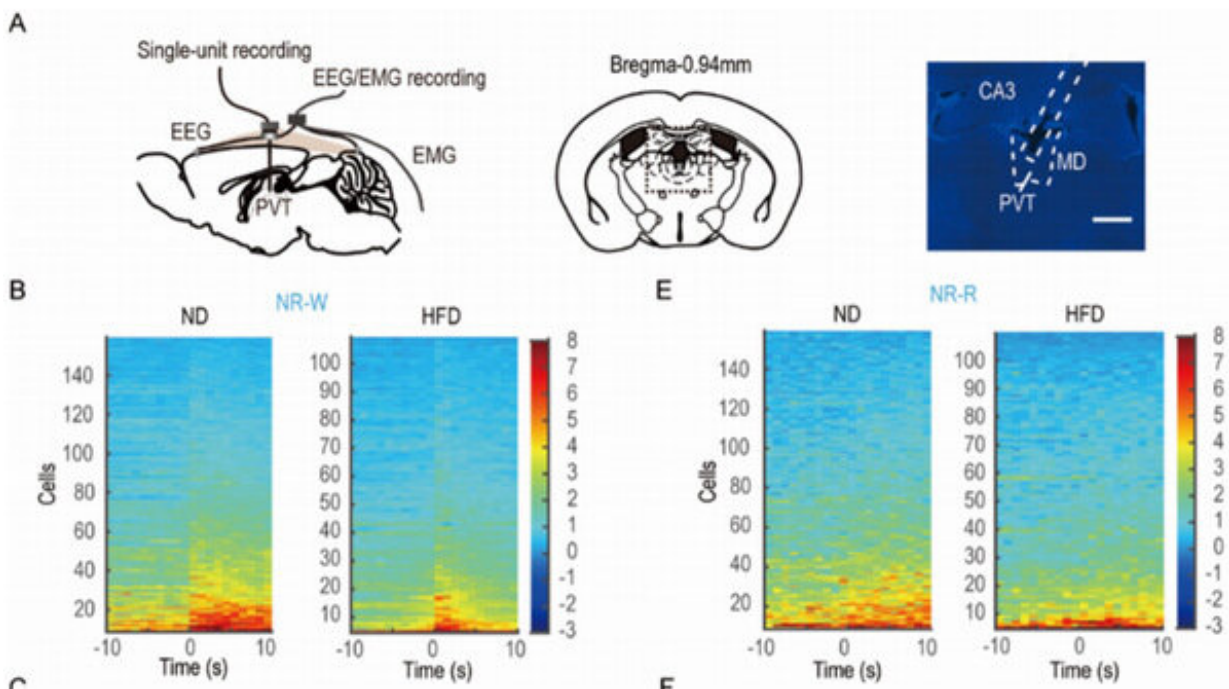 A
Single-unit recording
EEG/EMG recording
EEG
EMG
PVT
Bregma-0.94mm
CA3
MD
PVT
B
NR-W
ND
HFD
Cells
140
120
100
80
60
40
20
-10
0
10
Time (s)
100
90
80
70
60
50
40
30
20
10
-10
0
10
Time (s)
8
7
6
5
4
3
2
1
0
-1
-2
-3
E
NR-R
ND
HFD
Cells
140
120
100
80
60
40
20
-10
0
10
Time (s)
100
90
80
70
60
50
40
30
20
10
-10
0
10
Time (s)
8
7
6
5
4
3
2
1
0
-1
-2
-3